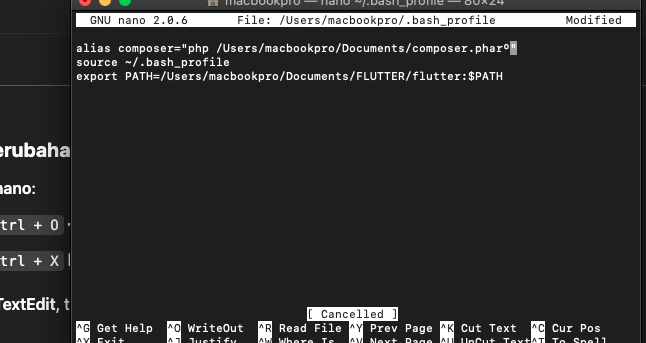 macbookpro — nano ~/.bash_profile — 80×24
GNU nano 2.0.6 File: /Users/macbookpro/.bash_profile Modified
alias composer="php /Users/macbookpro/Documents/composer.pharº"
source ~/.bash_profile
export PATH=/Users/macbookpro/Documents/FLUTTER/flutter:$PATH
erubaha
nano:
trl + O
trl + X
TextEdit, t
[ Cancelled ]
^G Get Help ^O WriteOut ^R Read File ^Y Prev Page ^K Cut Text ^C Cur Pos
^X Exit ^J Justify ^W Where Is ^V Next Page ^U UnCut Text ^T To Spell